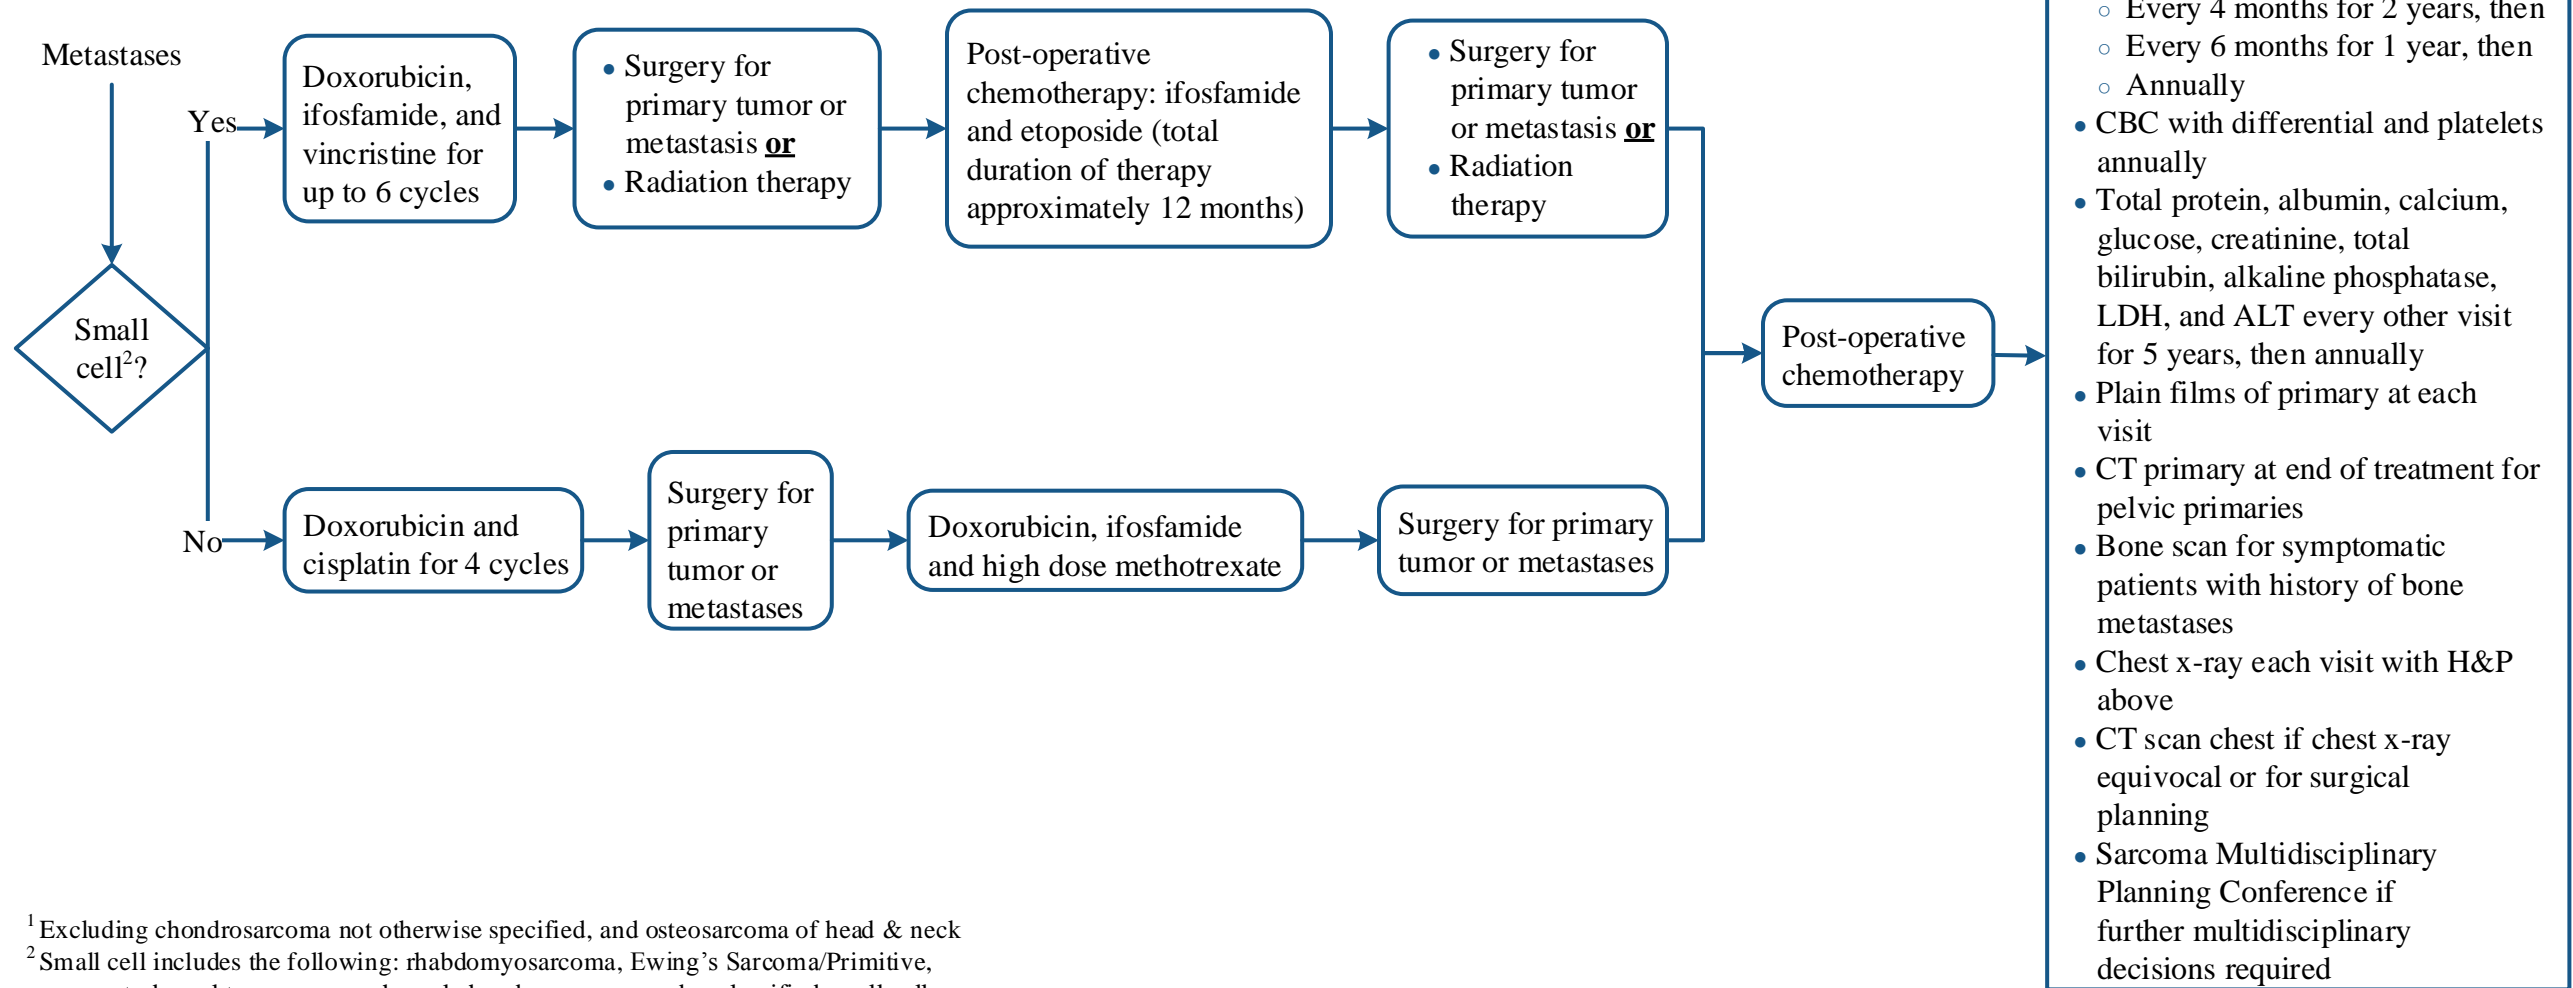 Metastases
Small
cell²?
Yes
Doxorubicin,
ifosfamide, and
vincristine for
up to 6 cycles
• Surgery for
primary tumor or
metastasis or
• Radiation therapy
Post-operative
chemotherapy: ifosfamide
and etoposide (total
duration of therapy
approximately 12 months)
• Surgery for
primary tumor
or metastasis or
• Radiation
therapy
No
Doxorubicin and
cisplatin for 4 cycles
Surgery for
primary
tumor or
metastases
Doxorubicin, ifosfamide
and high dose methotrexate
Surgery for primary
tumor or metastases
Post-operative
chemotherapy
○ Every 4 months for 2 years, then
○ Every 6 months for 1 year, then
○ Annually
• CBC with differential and platelets
annually
• Total protein, albumin, calcium,
glucose, creatinine, total
bilirubin, alkaline phosphatase,
LDH, and ALT every other visit
for 5 years, then annually
• Plain films of primary at each
visit
• CT primary at end of treatment for
pelvic primaries
• Bone scan for symptomatic
patients with history of bone
metastases
• Chest x-ray each visit with H&P
above
• CT scan chest if chest x-ray
equivocal or for surgical
planning
• Sarcoma Multidisciplinary
Planning Conference if
further multidisciplinary
decisions required
¹ Excluding chondrosarcoma not otherwise specified, and osteosarcoma of head & neck
² Small cell includes the following: rhabdomyosarcoma, Ewing’s Sarcoma/Primitive,